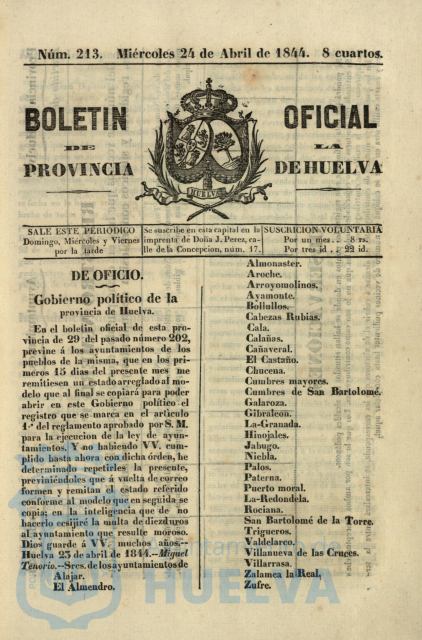 Núm. 213. Miércoles 24 de Abril de 1844. 8 cuartos.
BOLETIN OFICIAL
DE LA
PROVINCIA DE HUELVA
HUELVA
SALE ESTE PERIODICO
Domingo, Miércoles y Viernes
por la tarde
Se suscribe en esta capital en la
imprenta de Doña J. Perez, ca-
lle de la Concepcion, núm. 17.
SUSCRICION VOLUNTARIA
Por un mes . . 8 rs.
Por tres id . . 22 id.
DE OFICIO.
Gobierno político de la
provincia de Huelva.
En el boletin oficial de esta pro-
vincia de 29 del pasado número 202,
previne á los ayuntamientos de los
pueblos de la misma, que en los pri-
meros 15 dias del presente mes me
remitiesen un estado arreglado al mo-
delo que al final se copiará para poder
abrir en este Gobierno político el
registro que se marca en el artículo
1.º del reglamento aprobado por S. M.
para la ejecucion de la ley de ayun-
tamientos. Y no habiendo VV. cum-
plido hasta ahora con dicha órden, he
determinado repetirles la presente,
previniéndoles que á vuelta de correo
formen y remitan el estado referido
conforme al modelo que en seguida se
copia; en la inteligencia que de no
hacerlo ecsijiré la multa de diez duros
al ayuntamiento que resulte moroso.
Dios guarde á VV. muchos años.--
Huelva 23 de abril de 1844.--Miguel
Tenorio.--Sres. de los ayuntamientos de
Alajar.
El Almendro.
Almonaster.
Aroche.
Arroyomolinos.
Ayamonte.
Bollullos.
Cabezas Rubias.
Cala.
Calañas.
Cañaveral.
El Castaño.
Chucena.
Cumbres mayores.
Cumbres de San Bartolomé.
Galaroza.
Gibraleon.
La-Granada.
Hinojales.
Jabugo.
Niebla.
Palos.
Paterna.
Puerto moral.
La-Redondela.
Rociana.
San Bartolomé de la Torre.
Trigueros.
Valdelarco.
Villanueva de las Cruces.
Villarrasa.
Zalamea la Real,
Zufre.
HUELVA